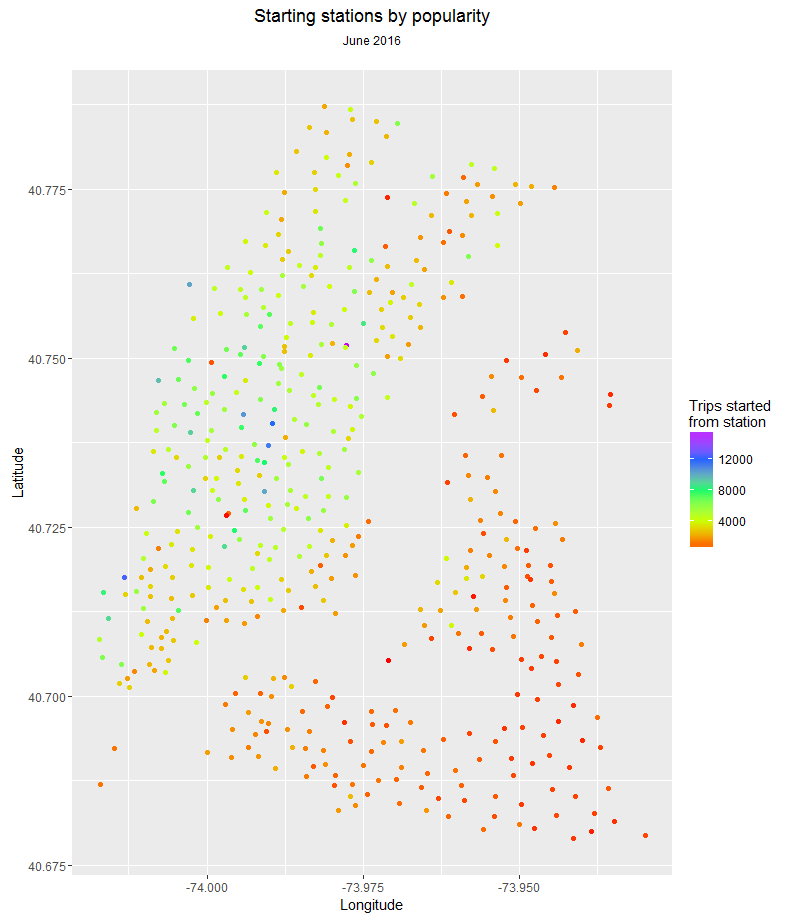 Starting stations by popularity
June 2016
40.775
40.750
40.725
40.700
40.675
Latitude
-74.000
-73.975
-73.950
Longitude
Trips started
from station
12000
8000
4000